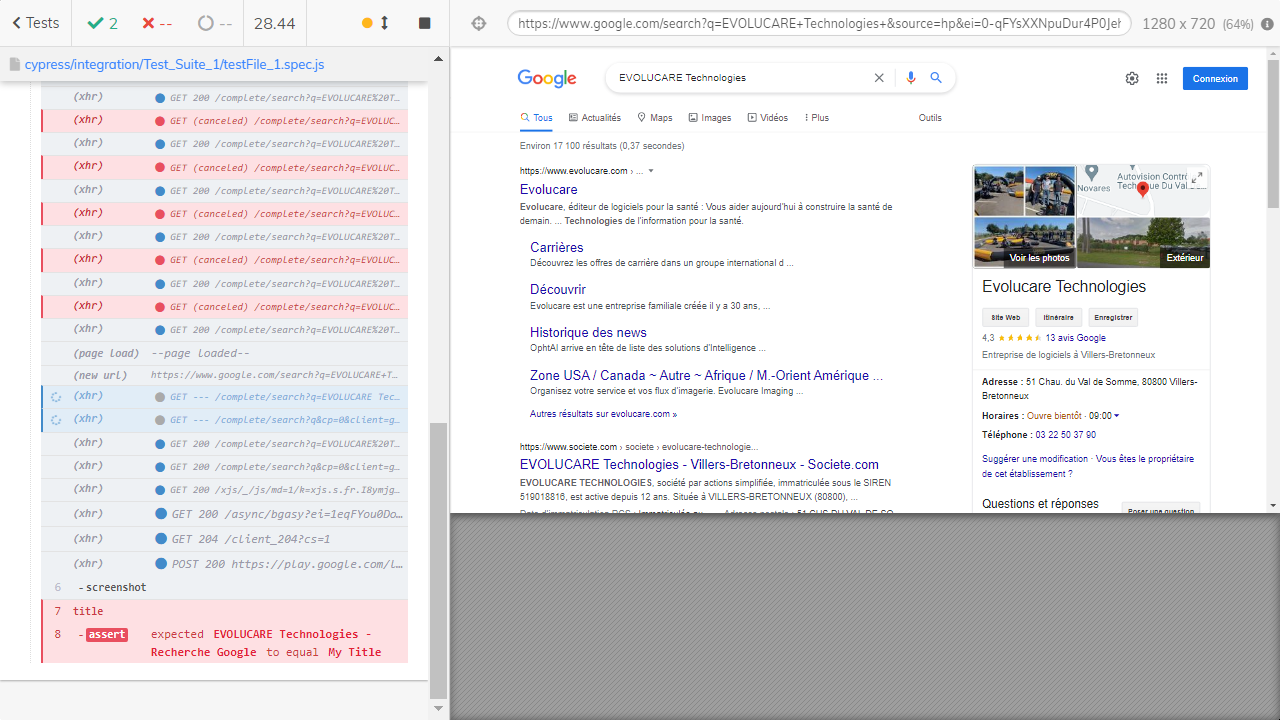 Tests
2
--
--
28.44
https://www.google.com/search?q=EVOLUCARE+Technologies+&source=hp&ei=0-qFYsXXNpuDur4P0Jeh
1280 x 720 (64%)
cypress/integration/Test_Suite_1/testFile_1.spec.js
(xhr) GET 200 /complete/search?q=EVOLUCARE%20T…
(xhr) GET (canceled) /complete/search?q=EVOLUC…
(xhr) GET 200 /complete/search?q=EVOLUCARE%20T…
(xhr) GET (canceled) /complete/search?q=EVOLUC…
(xhr) GET 200 /complete/search?q=EVOLUCARE%20T…
(xhr) GET (canceled) /complete/search?q=EVOLUC…
(xhr) GET 200 /complete/search?q=EVOLUCARE%20T…
(xhr) GET (canceled) /complete/search?q=EVOLUC…
(xhr) GET 200 /complete/search?q=EVOLUCARE%20T…
(xhr) GET (canceled) /complete/search?q=EVOLUC…
(xhr) GET 200 /complete/search?q=EVOLUCARE%20T…
(page load) --page loaded--
(new url) https://www.google.com/search?q=EVOLUCARE+T…
(xhr) GET --- /complete/search?q=EVOLUCARE Tec…
(xhr) GET --- /complete/search?q&cp=0&client=g…
(xhr) GET 200 /complete/search?q=EVOLUCARE%20T…
(xhr) GET 200 /complete/search?q&cp=0&client=g…
(xhr) GET 200 /xjs/_/js/md=1/k=xjs.s.fr.I8ymjg…
(xhr) GET 200 /async/bgasy?ei=1eqFYou0Do…
(xhr) GET 204 /client_204?cs=1
(xhr) POST 200 https://play.google.com/l…
6 -screenshot
7 title
8 -assert expected EVOLUCARE Technologies -
Recherche Google to equal My Title
Google
EVOLUCARE Technologies
Connexion
Tous
Actualités
Maps
Images
Vidéos
Plus
Outils
Environ 17 100 résultats (0,37 secondes)
https://www.evolucare.com › ...
Evolucare
Evolucare, éditeur de logiciels pour la santé : Vous aider aujourd'hui à construire la santé de
demain. ... Technologies de l'information pour la santé.
Carrières
Découvrez les offres de carrière dans un groupe international d ...
Découvrir
Evolucare est une entreprise familiale créée il y a 30 ans, ...
Historique des news
OphtAI arrive en tête de liste des solutions d'Intelligence ...
Zone USA / Canada ~ Autre ~ Afrique / M.-Orient Amérique ...
Organisez votre service et vos flux d'imagerie. Evolucare Imaging ...
Autres résultats sur evolucare.com »
https://www.societe.com › societe › evolucare-technologie...
EVOLUCARE Technologies - Villers-Bretonneux - Societe.com
EVOLUCARE TECHNOLOGIES, société par actions simplifiée, immatriculée sous le SIREN
519018816, est active depuis 12 ans. Située à VILLERS-BRETONNEUX (80800), ...
Novares
Autovision Contrô
Technique Du Val De...
Voir les photos
Extérieur
Evolucare Technologies
Site Web
Itinéraire
Enregistrer
4,3 13 avis Google
Entreprise de logiciels à Villers-Bretonneux
Adresse : 51 Chau. du Val de Somme, 80800 Villers-
Bretonneux
Horaires : Ouvre bientôt · 09:00
Téléphone : 03 22 50 37 90
Suggérer une modification · Vous êtes le propriétaire
de cet établissement ?
Questions et réponses
Poser une question